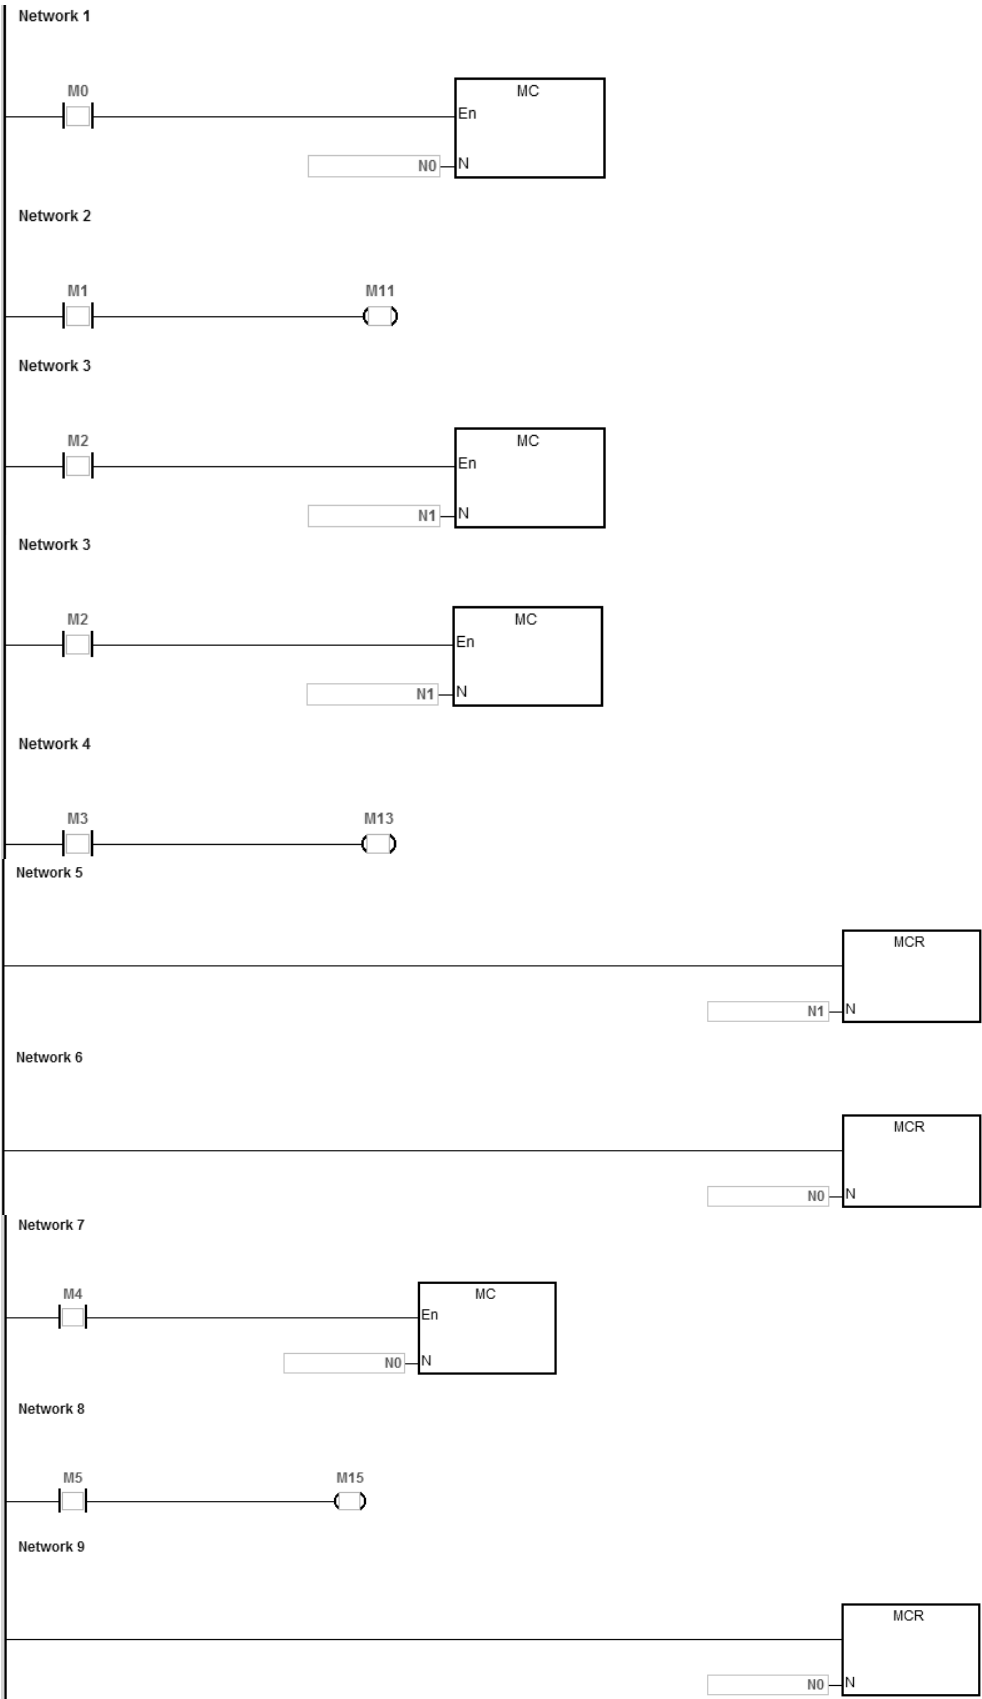 Network 1
M0
MC
En
N0 N
Network 2
M1 M11
Network 3
M2
MC
En
N1 N
Network 3
M2
MC
En
N1 N
Network 4
M3 M13
Network 5
MCR
N1 N
Network 6
MCR
N0 N
Network 7
M4
MC
En
N0 N
Network 8
M5 M15
Network 9
MCR
N0 N